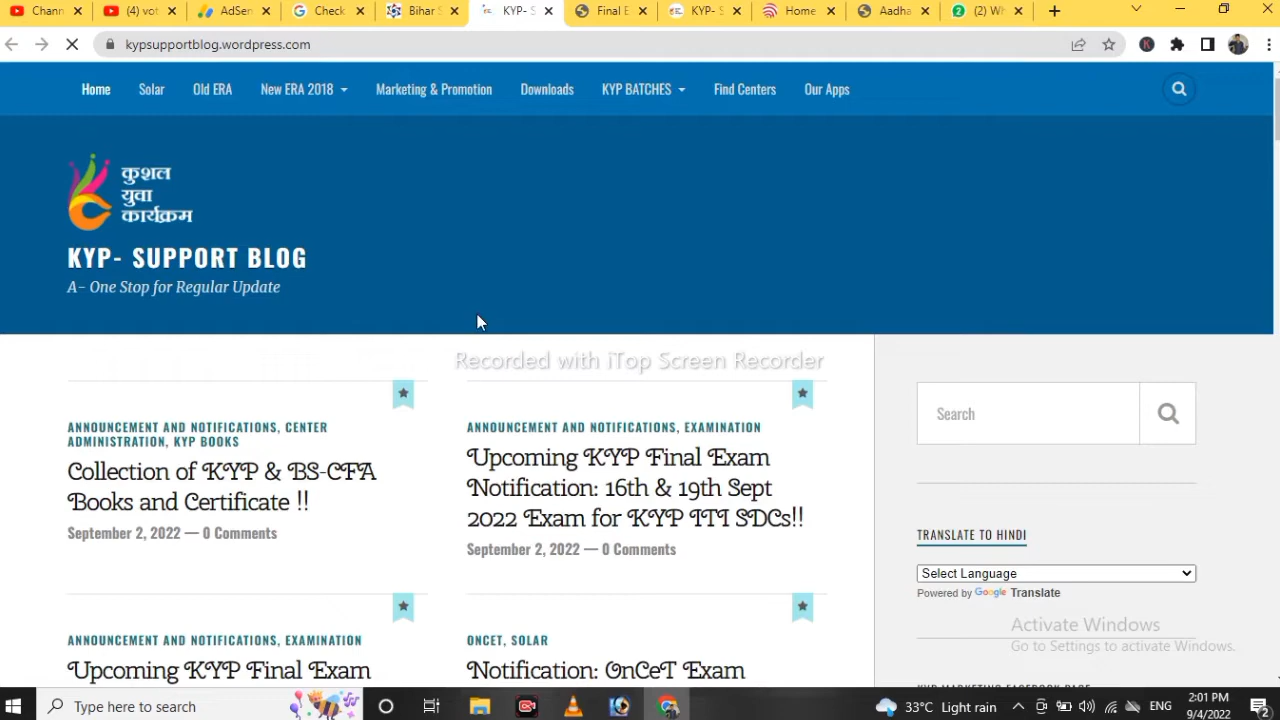 Chann
(4) vot
AdSen
Check
Bihar S
KYP- S
Final E
KYP- S
Home
Aadha
(2) Wh
kypsupportblog.wordpress.com
Home
Solar
Old ERA
New ERA 2018
Marketing & Promotion
Downloads
KYP BATCHES
Find Centers
Our Apps
कुशल
युवा
कार्यक्रम
KYP- SUPPORT BLOG
A- One Stop for Regular Update
Recorded with iTop Screen Recorder
ANNOUNCEMENT AND NOTIFICATIONS, CENTER
ADMINISTRATION, KYP BOOKS
Collection of KYP & BS-CFA
Books and Certificate !!
September 2, 2022 — 0 Comments
ANNOUNCEMENT AND NOTIFICATIONS, EXAMINATION
Upcoming KYP Final Exam
Notification: 16th & 19th Sept
2022 Exam for KYP ITI SDCs!!
September 2, 2022 — 0 Comments
ANNOUNCEMENT AND NOTIFICATIONS, EXAMINATION
Upcoming KYP Final Exam
ONCET, SOLAR
Notification: OnCeT Exam
Search
TRANSLATE TO HINDI
Select Language
Powered by Google Translate
Activate Windows
Go to Settings to activate Windows.
KYP MARKETING FACEBOOK PAGE
Type here to search
33°C Light rain
ENG
2:01 PM
9/4/2022
2